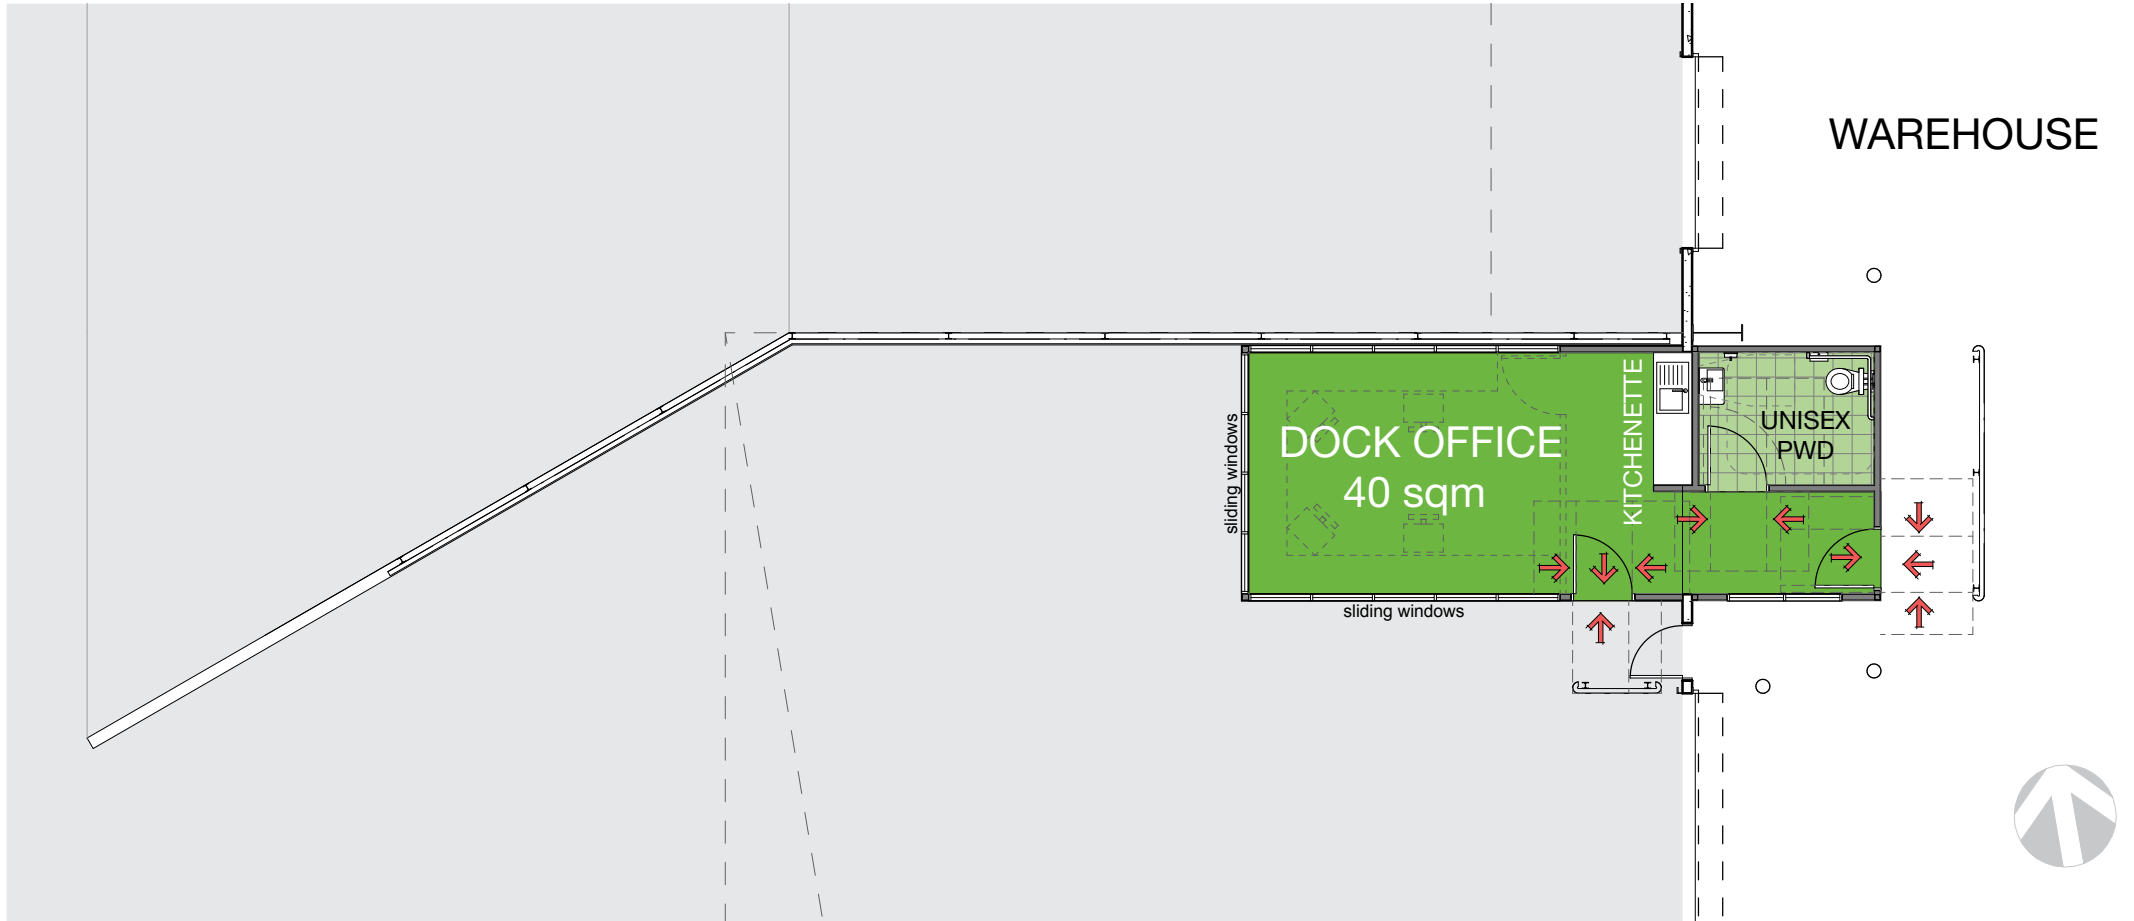 WAREHOUSE
DOCK OFFICE
40 sqm
KITCHENETTE
UNISEX
PWD
sliding windows
sliding windows